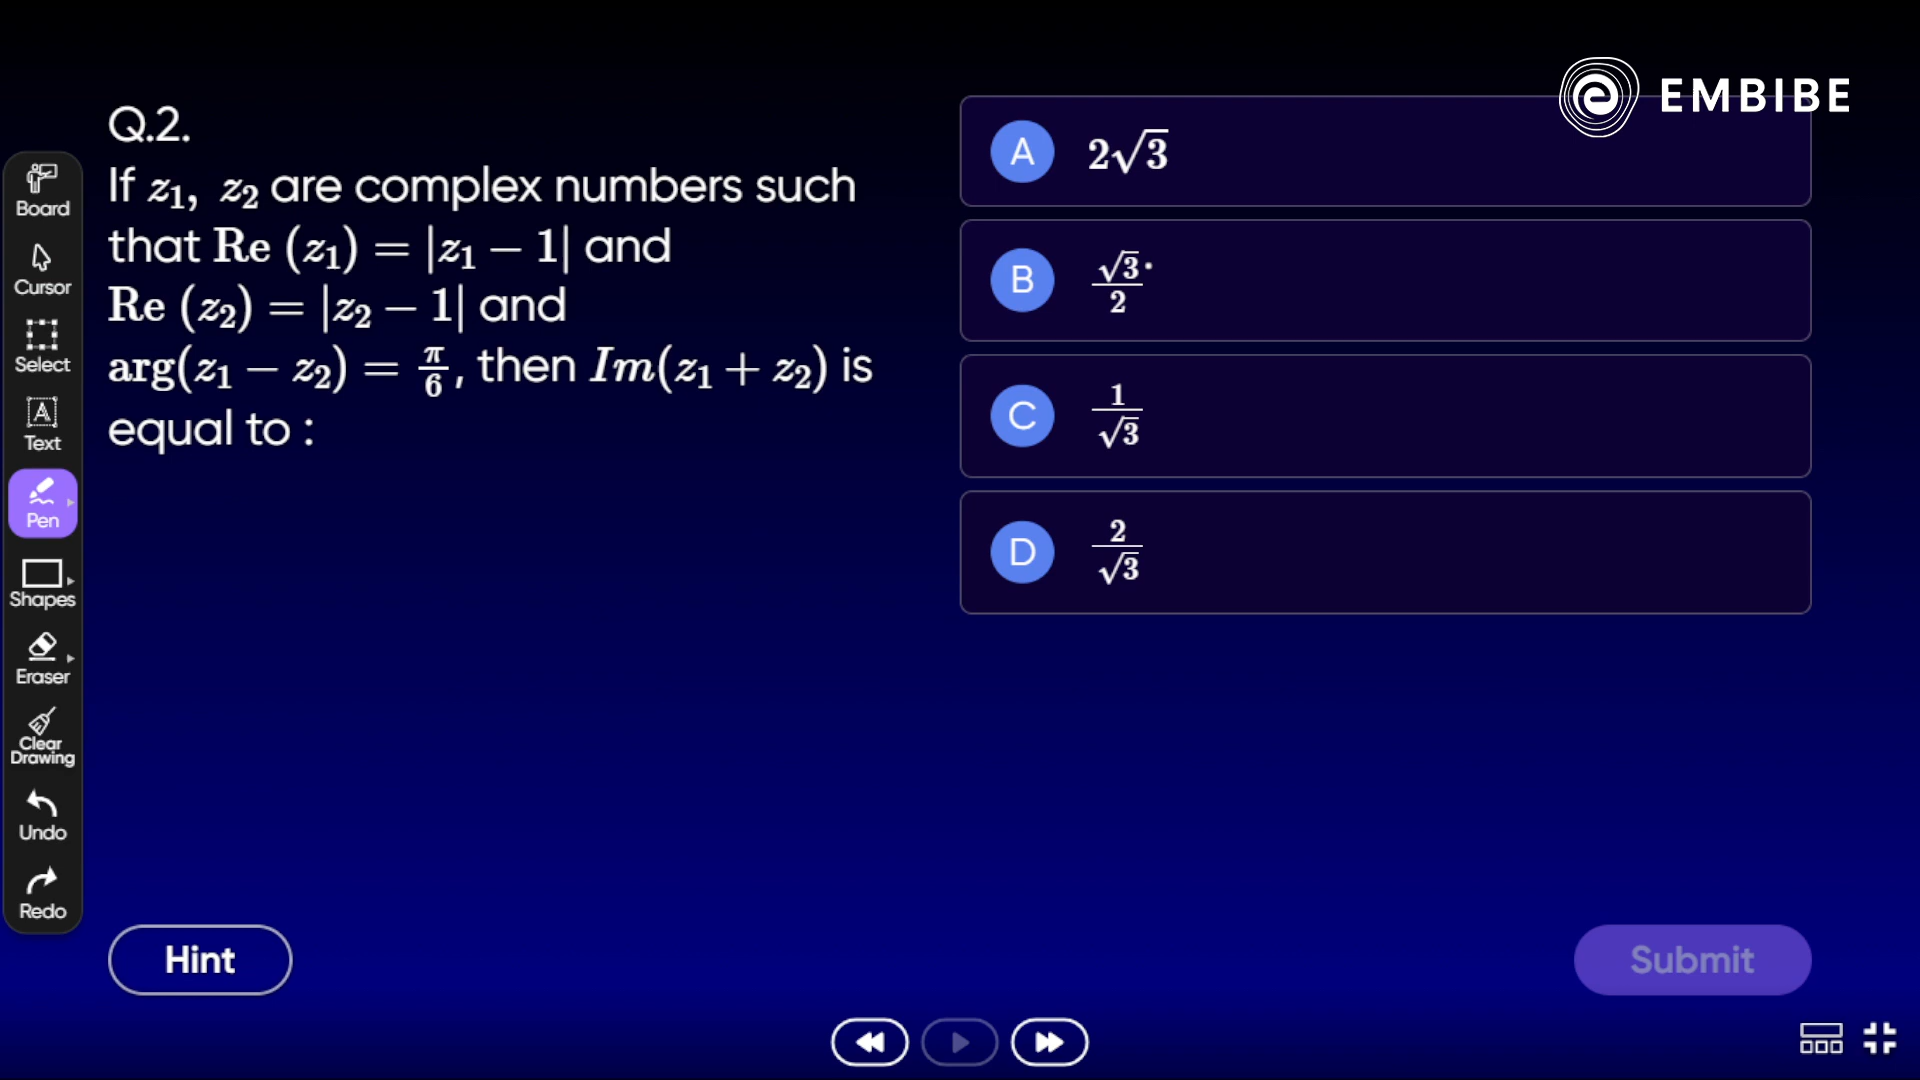 EMBIBE
Q.2.
If z₁, z₂ are complex numbers such
that Re (z₁) = |z₁ − 1| and
Re (z₂) = |z₂ − 1| and
arg(z₁ − z₂) = π/6, then Im(z₁ + z₂) is
equal to :
A 2√3
B √3/2·
C 1/√3
D 2/√3
Board
Cursor
Select
Text
Pen
Shapes
Eraser
Clear
Drawing
Undo
Redo
Hint
Submit